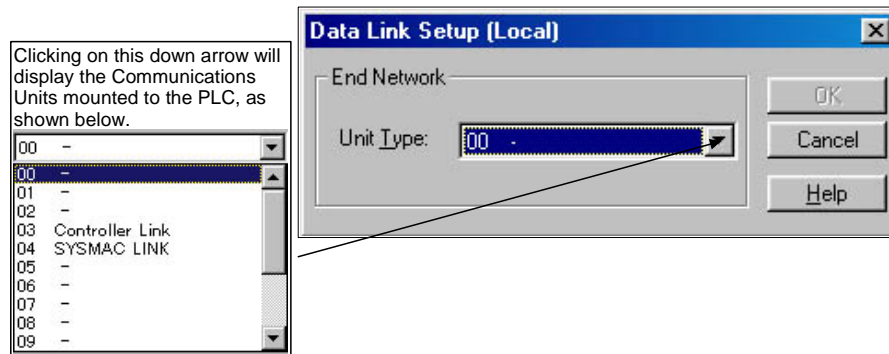 Clicking on this down arrow will
display the Communications
Units mounted to the PLC, as
shown below.
00 –
00 –
01 –
02 –
03 Controller Link
04 SYSMAC LINK
05 –
06 –
07 –
08 –
09 –
Data Link Setup (Local)
End Network
Unit Type:
00 -
OK
Cancel
Help